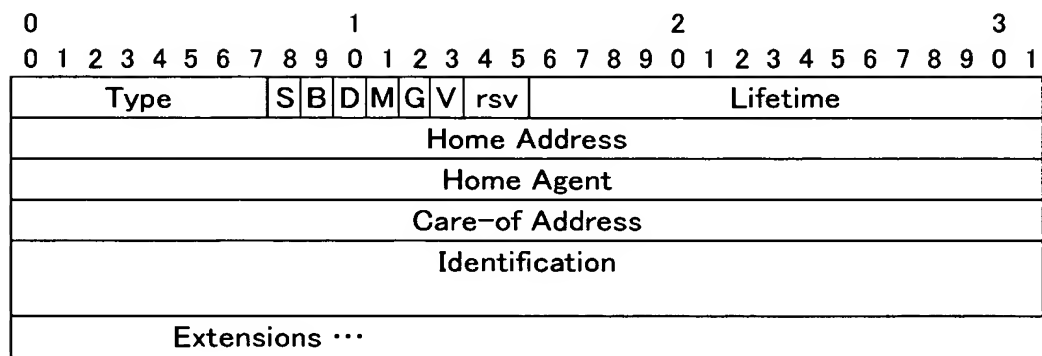 0 1 2 3
0 1 2 3 4 5 6 7 8 9 0 1 2 3 4 5 6 7 8 9 0 1 2 3 4 5 6 7 8 9 0 1
Type S B D M G V rsv Lifetime
Home Address
Home Agent
Care-of Address
Identification
Extensions ···